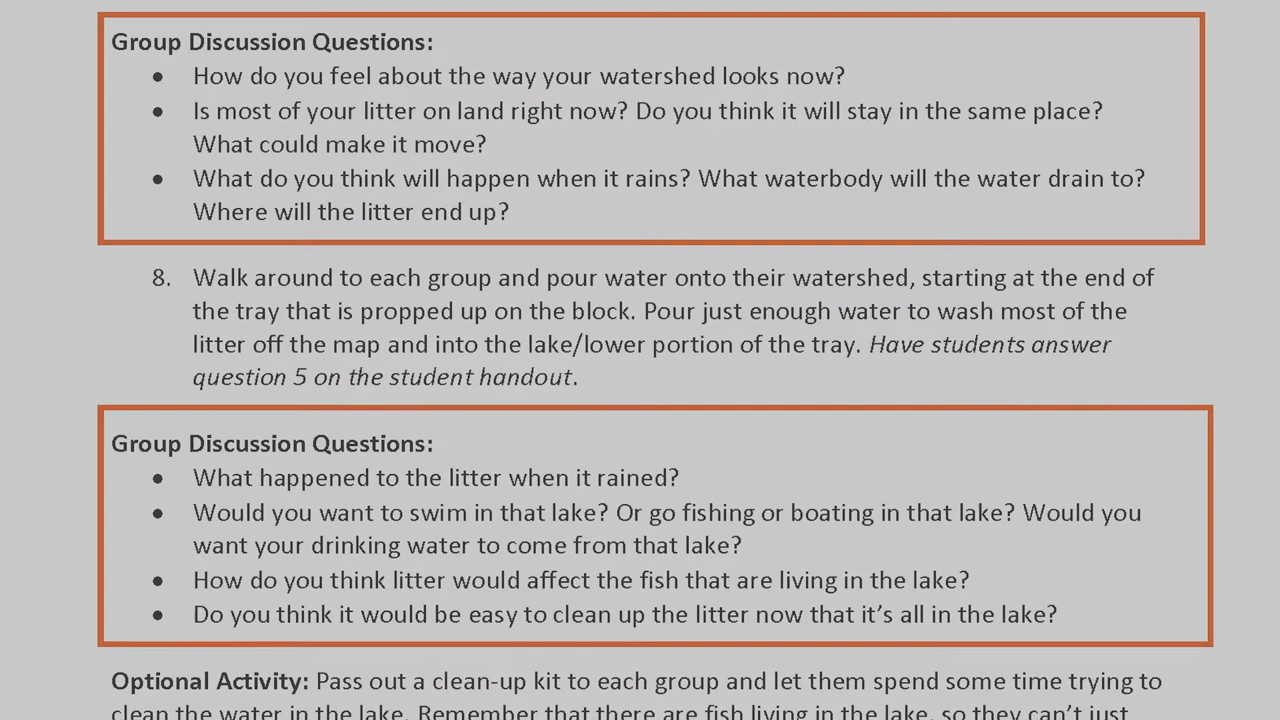 Group Discussion Questions:
• How do you feel about the way your watershed looks now?
• Is most of your litter on land right now? Do you think it will stay in the same place?
What could make it move?
• What do you think will happen when it rains? What waterbody will the water drain to?
Where will the litter end up?
8. Walk around to each group and pour water onto their watershed, starting at the end of
the tray that is propped up on the block. Pour just enough water to wash most of the
litter off the map and into the lake/lower portion of the tray. Have students answer
question 5 on the student handout.
Group Discussion Questions:
• What happened to the litter when it rained?
• Would you want to swim in that lake? Or go fishing or boating in that lake? Would you
want your drinking water to come from that lake?
• How do you think litter would affect the fish that are living in the lake?
• Do you think it would be easy to clean up the litter now that it’s all in the lake?
Optional Activity: Pass out a clean-up kit to each group and let them spend some time trying to
clean the water in the lake. Remember that there are fish living in the lake, so they can’t just